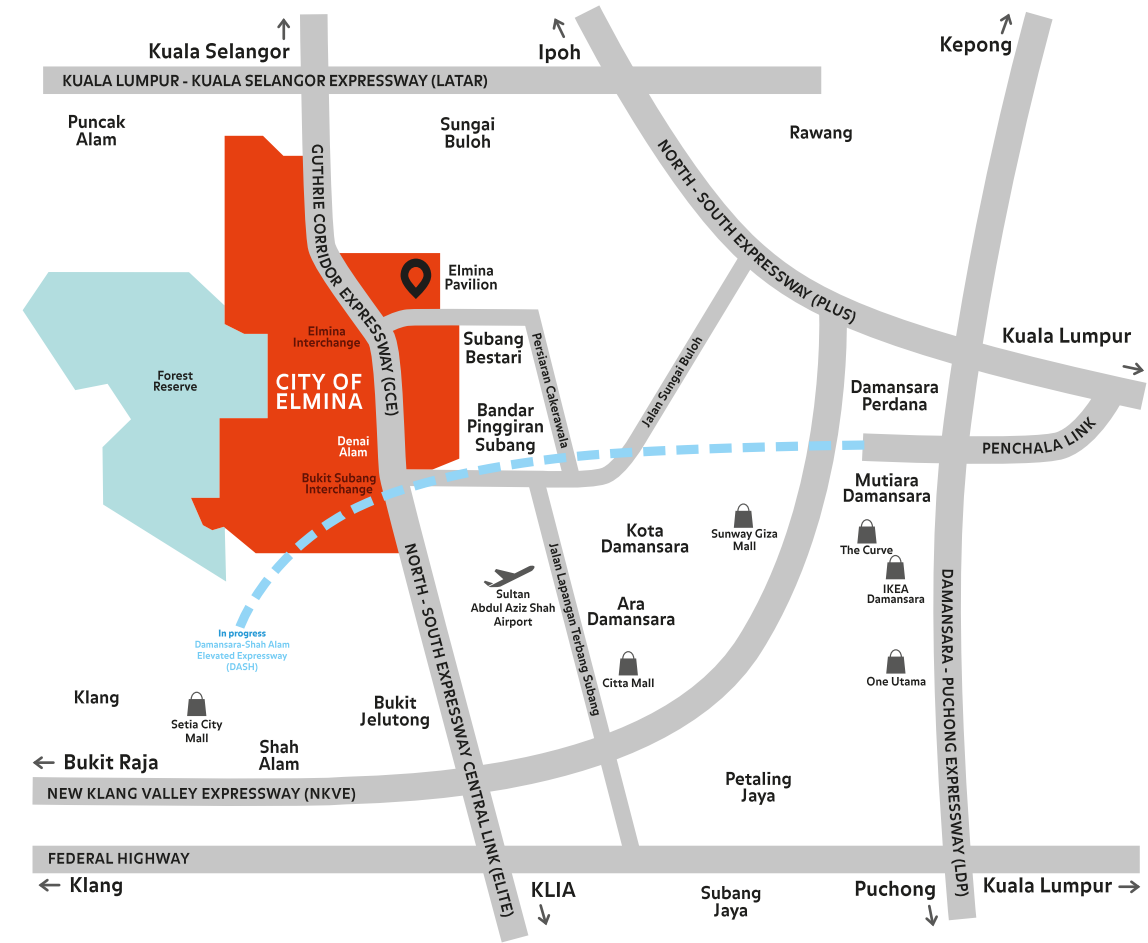 Kuala Selangor
Ipoh
Kepong
KUALA LUMPUR - KUALA SELANGOR EXPRESSWAY (LATAR)
Puncak
Alam
Sungai
Buloh
Rawang
GUTHRIE CORRIDOR EXPRESSWAY (GCE)
NORTH - SOUTH EXPRESSWAY (PLUS)
Elmina
Pavilion
Elmina
Interchange
Subang
Bestari
Persiaran Cakerawala
Jalan Sungai Buloh
Kuala Lumpur
Forest
Reserve
CITY OF
ELMINA
Damansara
Perdana
Bandar
Pinggiran
Subang
Denai
Alam
PENCHALA LINK
Bukit Subang
Interchange
Mutiara
Damansara
Kota
Damansara
Sunway Giza
Mall
The Curve
IKEA
Damansara
NORTH - SOUTH EXPRESSWAY CENTRAL LINK (ELITE)
Jalan Lapangan Terbang Subang
DAMANSARA - PUCHONG EXPRESSWAY (LDP)
Sultan
Abdul Aziz Shah
Airport
Ara
Damansara
In progress
Damansara-Shah Alam
Elevated Expressway
(DASH)
Citta Mall
One Utama
Klang
Setia City
Mall
Bukit
Jelutong
Shah
Alam
Bukit Raja
Petaling
Jaya
NEW KLANG VALLEY EXPRESSWAY (NKVE)
FEDERAL HIGHWAY
Klang
KLIA
Subang
Jaya
Puchong
Kuala Lumpur